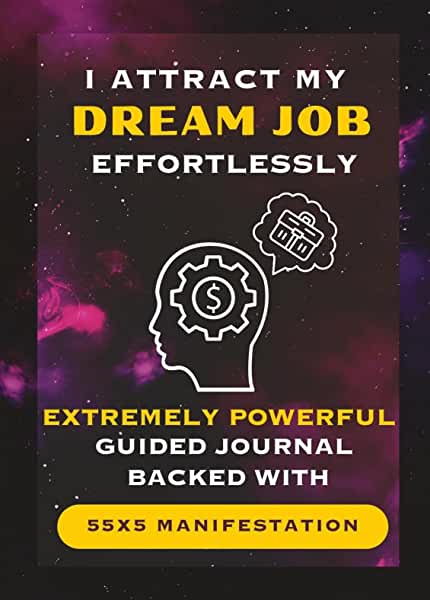 I ATTRACT MY
DREAM JOB
EFFORTLESSLY
$
EXTREMELY POWERFUL
GUIDED JOURNAL
BACKED WITH
55X5 MANIFESTATION